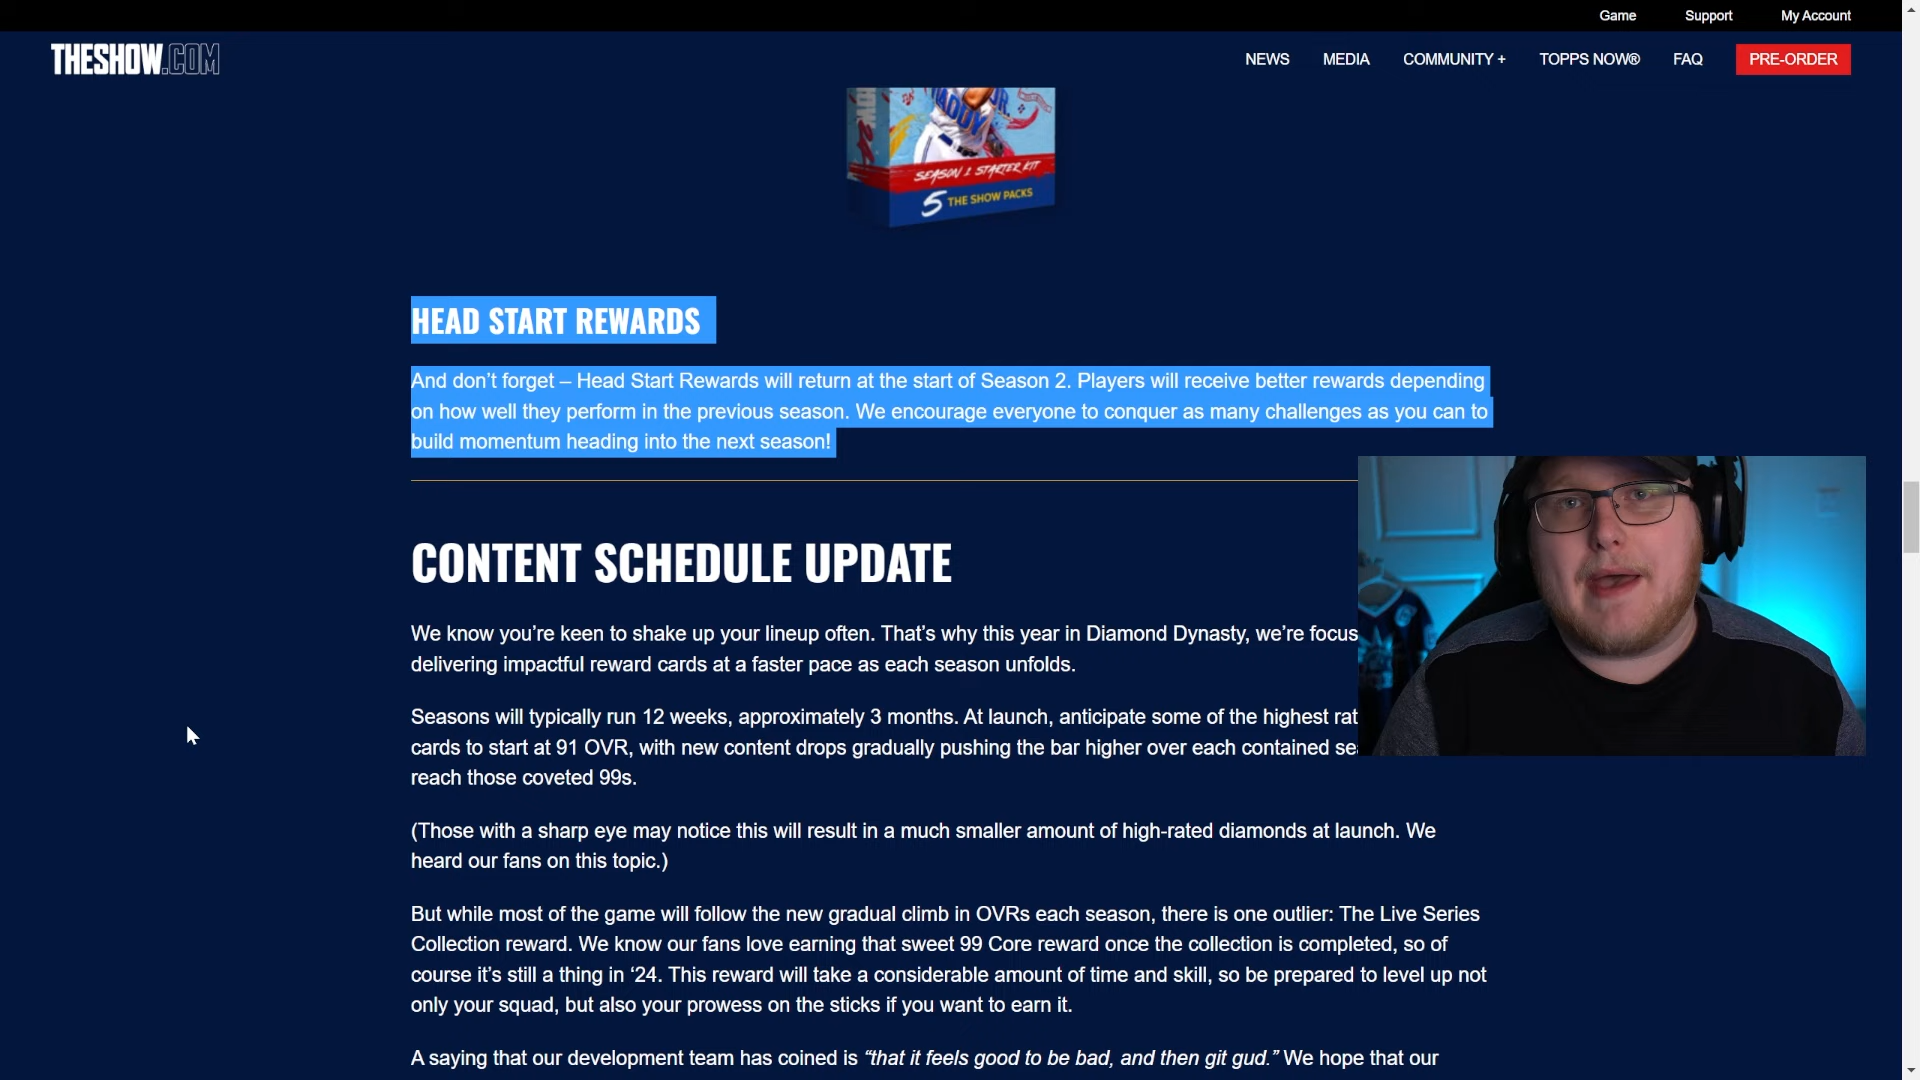 Game Support My Account
THESHOW.COM NEWS MEDIA COMMUNITY + TOPPS NOW® FAQ PRE-ORDER
JR.
ADDY
SEASON 1 STARTER KIT
5 THE SHOW PACKS
HEAD START REWARDS
And don't forget – Head Start Rewards will return at the start of Season 2. Players will receive better rewards depending
on how well they perform in the previous season. We encourage everyone to conquer as many challenges as you can to
build momentum heading into the next season!
CONTENT SCHEDULE UPDATE
We know you're keen to shake up your lineup often. That's why this year in Diamond Dynasty, we're focus
delivering impactful reward cards at a faster pace as each season unfolds.
Seasons will typically run 12 weeks, approximately 3 months. At launch, anticipate some of the highest rat
cards to start at 91 OVR, with new content drops gradually pushing the bar higher over each contained se
reach those coveted 99s.
(Those with a sharp eye may notice this will result in a much smaller amount of high-rated diamonds at launch. We
heard our fans on this topic.)
But while most of the game will follow the new gradual climb in OVRs each season, there is one outlier: The Live Series
Collection reward. We know our fans love earning that sweet 99 Core reward once the collection is completed, so of
course it's still a thing in ‘24. This reward will take a considerable amount of time and skill, so be prepared to level up not
only your squad, but also your prowess on the sticks if you want to earn it.
A saying that our development team has coined is “that it feels good to be bad, and then git gud.” We hope that our